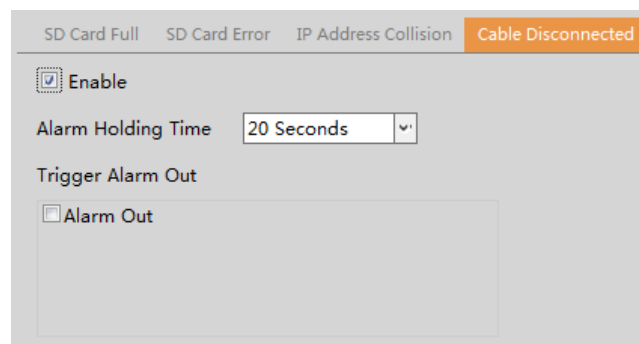 SD Card Full SD Card Error IP Address Collision Cable Disconnected
Enable
Alarm Holding Time 20 Seconds
Trigger Alarm Out
Alarm Out